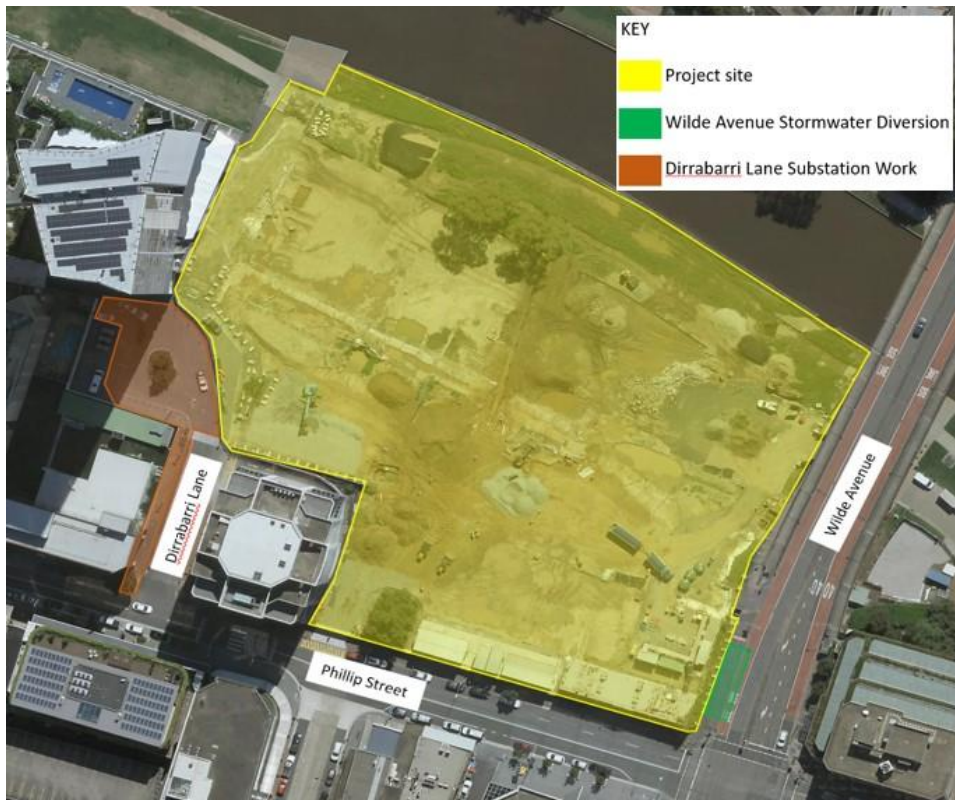 KEY
Project site
Wilde Avenue Stormwater Diversion
Dirrabarri Lane Substation Work
Dirrabarri Lane
Wilde Avenue
Phillip Street